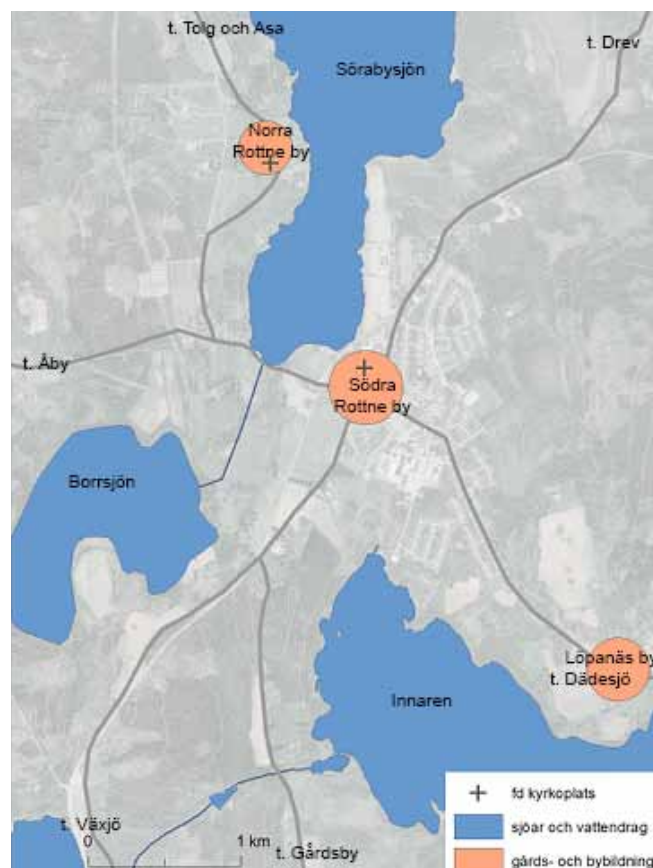 t. Tolg och Asa
t. Drev
Sörabysjön
Norra
Rottne by
t. Åby
Södra
Rottne by
Borrsjön
Löpanäs by
t. Dädesjö
Innaren
t. Växjö
0
1 km
t. Gårdsby
fd kyrkoplats
sjöar och vattendrag
gårds- och bybildning